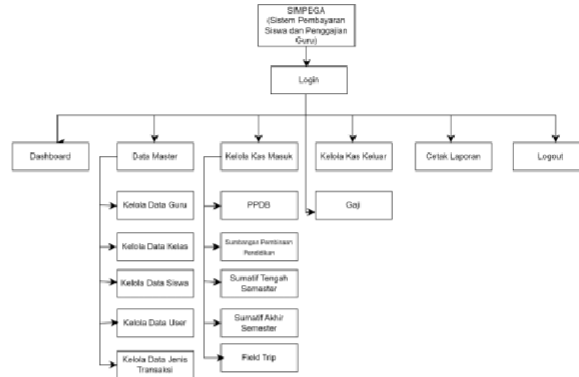 SIMPEGA
(Sistem Pembayaran
Siswa dan Penggajian
Guru)
Login
Dashboard
Data Master
Kelola Kas Masuk
Kelola Kas Keluar
Cetak Laporan
Logout
Kelola Data Guru
PPDB
Gaji
Kelola Data Kelas
Sumbangan Pembinaan
Pendidikan
Kelola Data Siswa
Sumatif Tengah
Semester
Kelola Data User
Sumatif Akhir
Semester
Kelola Data Jenis
Transaksi
Field Trip